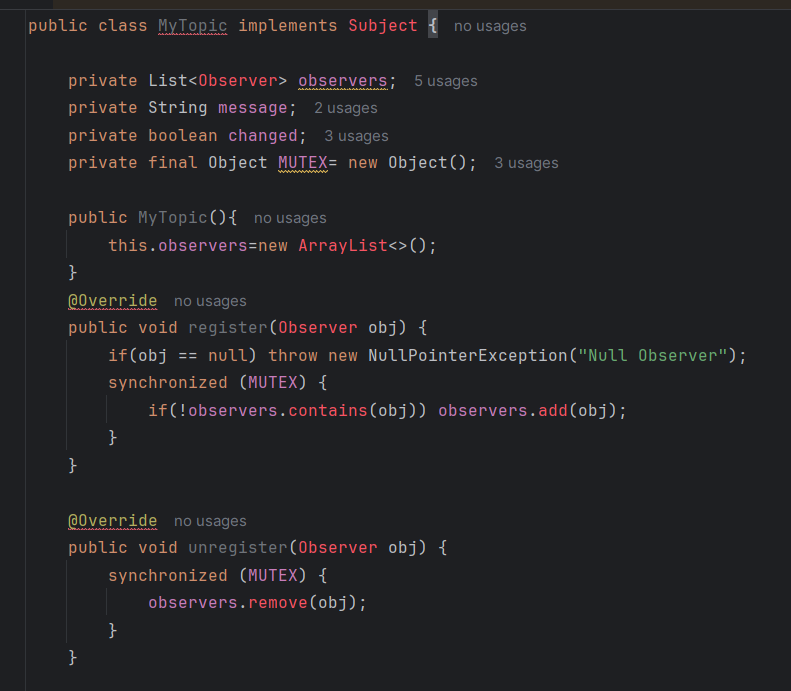 public class MyTopic implements Subject { no usages
private List<Observer> observers; 5 usages
private String message; 2 usages
private boolean changed; 3 usages
private final Object MUTEX= new Object(); 3 usages
public MyTopic(){ no usages
this.observers=new ArrayList<>();
}
@Override no usages
public void register(Observer obj) {
if(obj == null) throw new NullPointerException("Null Observer");
synchronized (MUTEX) {
if(!observers.contains(obj)) observers.add(obj);
}
}
@Override no usages
public void unregister(Observer obj) {
synchronized (MUTEX) {
observers.remove(obj);
}
}